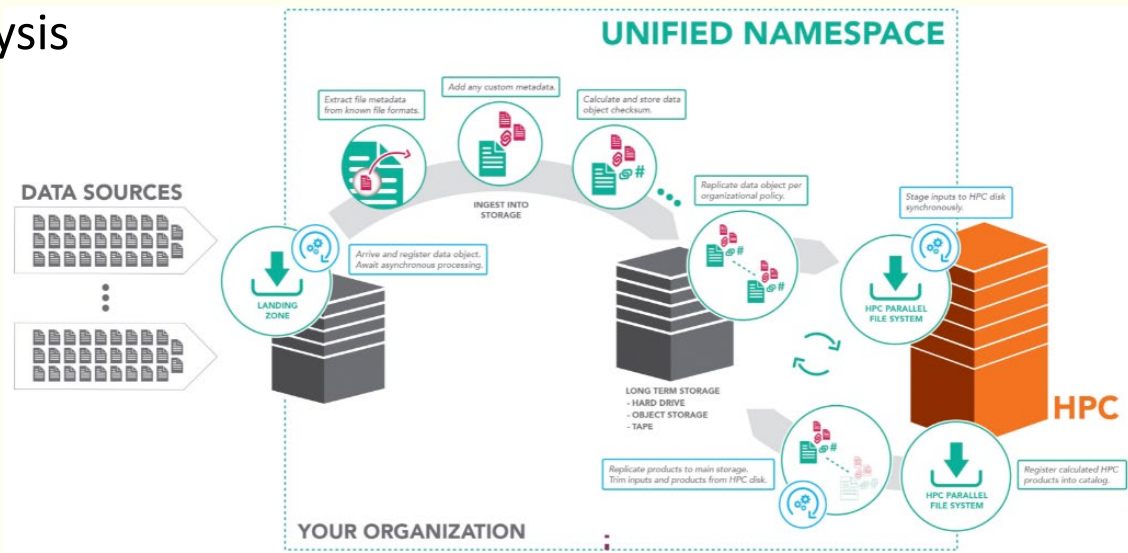 ysis
UNIFIED NAMESPACE
Extract file metadata
from known file formats.
Add any custom metadata.
Calculate and store data
object checksum.
DATA SOURCES
INGEST INTO
STORAGE
Replicate data object per
organizational policy.
Stage inputs to HPC disk
synchronously.
Arrive and register data object.
Await asynchronous processing.
LANDING
ZONE
#
#
#
HPC PARALLEL
FILE SYSTEM
LONG TERM STORAGE
- HARD DRIVE
- OBJECT STORAGE
- TAPE
HPC
#
Replicate products to main storage.
Trim inputs and products from HPC disk.
HPC PARALLEL
FILE SYSTEM
Register calculated HPC
products into catalog.
YOUR ORGANIZATION